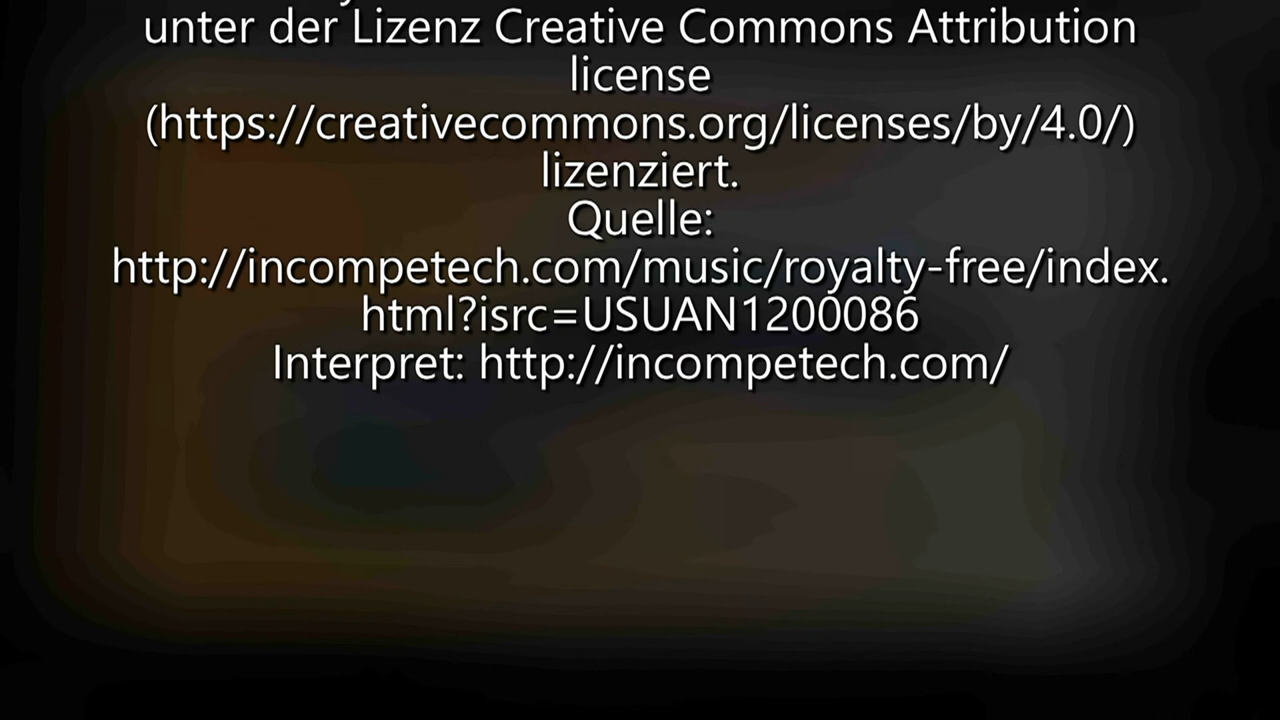 unter der Lizenz Creative Commons Attribution
license
(https://creativecommons.org/licenses/by/4.0/)
lizenziert.
Quelle:
http://incompetech.com/music/royalty-free/index.
html?isrc=USUAN1200086
Interpret: http://incompetech.com/